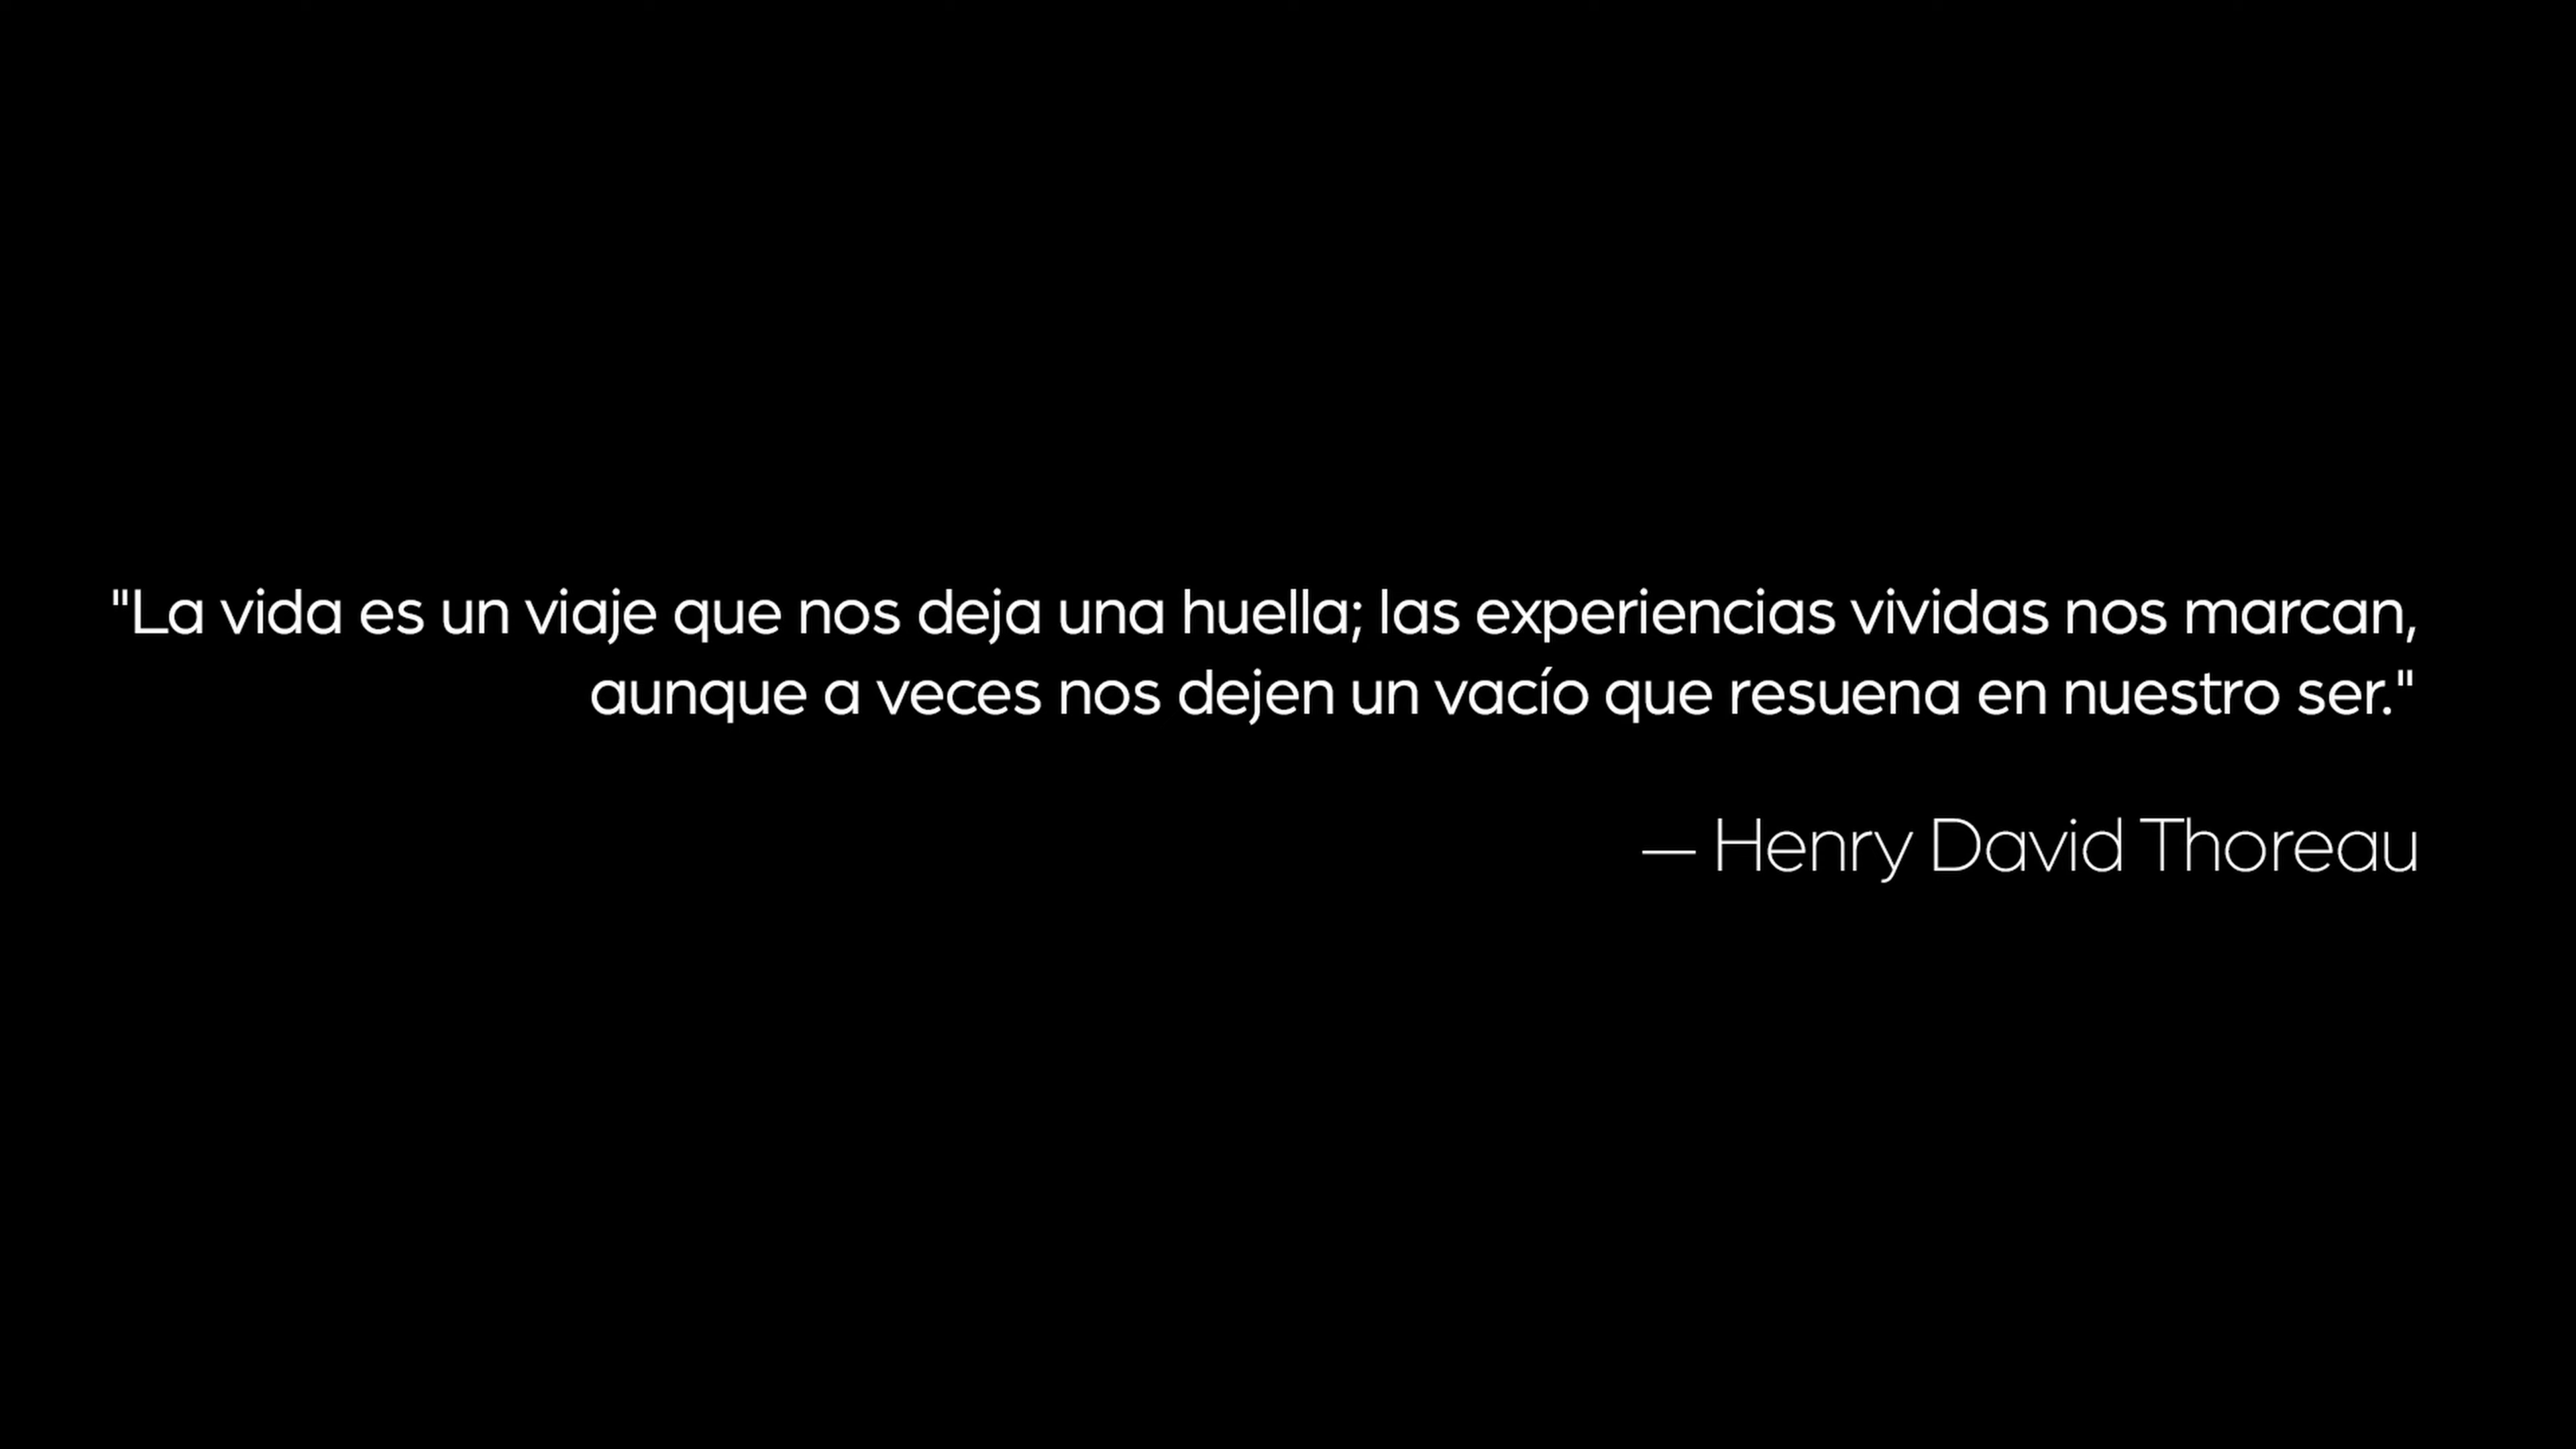 "La vida es un viaje que nos deja una huella; las experiencias vividas nos marcan,
aunque a veces nos dejen un vacío que resuena en nuestro ser."
— Henry David Thoreau